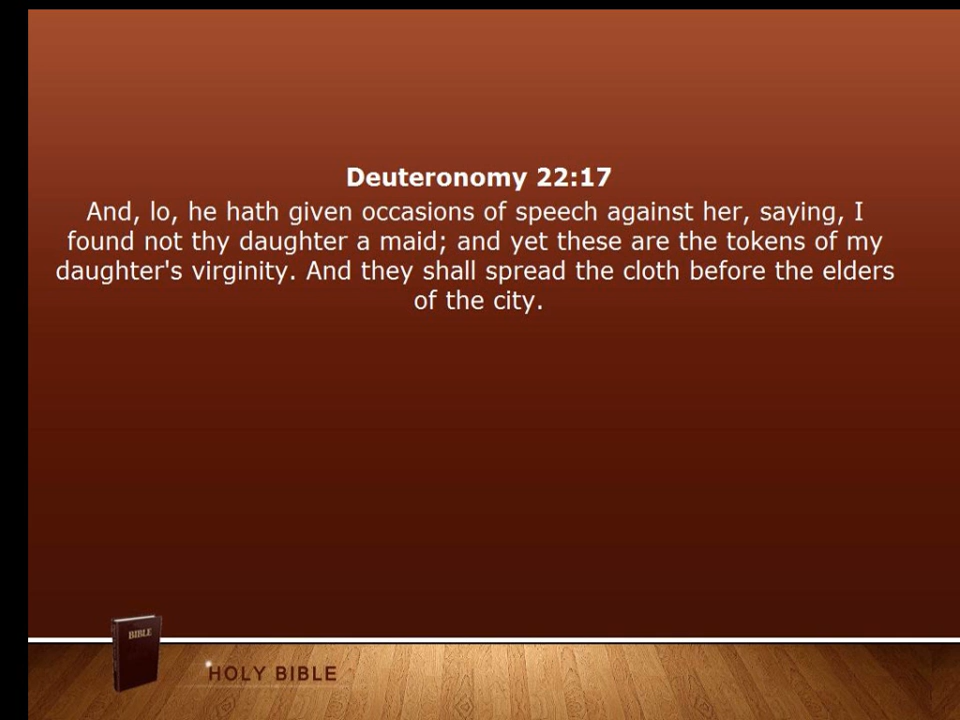 Deuteronomy 22:17
And, lo, he hath given occasions of speech against her, saying, I
found not thy daughter a maid; and yet these are the tokens of my
daughter's virginity. And they shall spread the cloth before the elders
of the city.
BIBLE
HOLY BIBLE